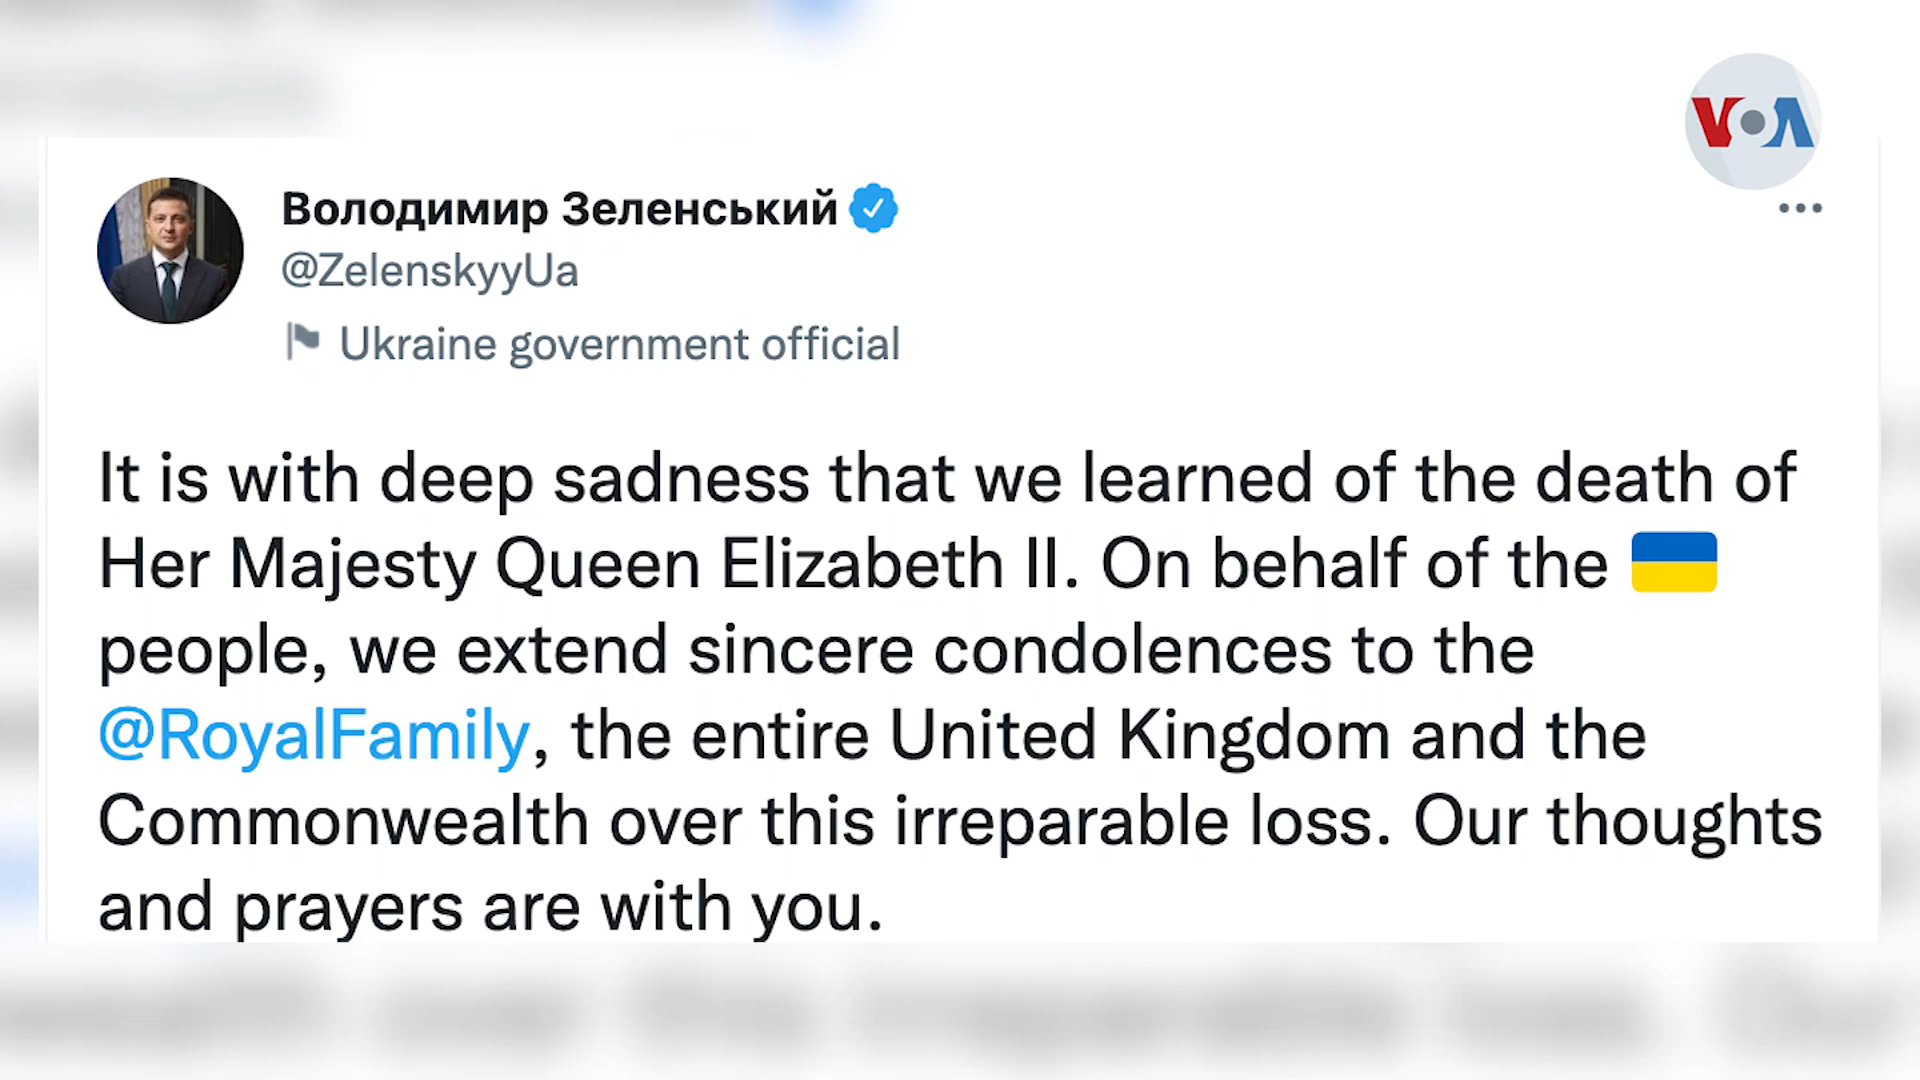 VOA
Володимир Зеленський
@ZelenskyyUa
Ukraine government official
It is with deep sadness that we learned of the death of
Her Majesty Queen Elizabeth II. On behalf of the 🇺🇦
people, we extend sincere condolences to the
@RoyalFamily, the entire United Kingdom and the
Commonwealth over this irreparable loss. Our thoughts
and prayers are with you.